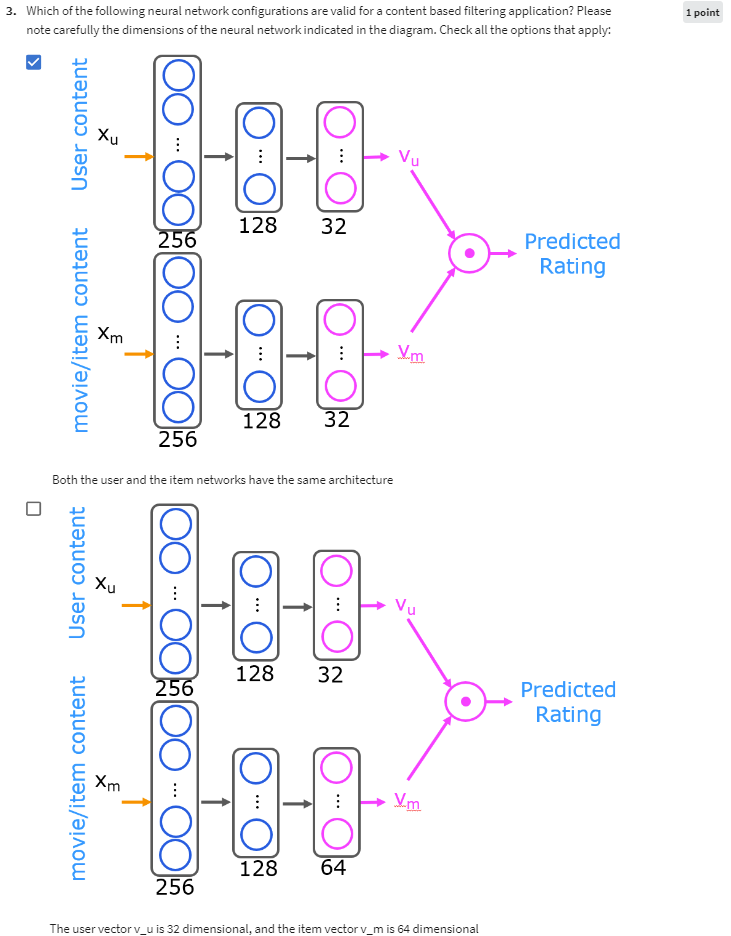 3. Which of the following neural network configurations are valid for a content based filtering application? Please
note carefully the dimensions of the neural network indicated in the diagram. Check all the options that apply:
1 point
User content
Xu
256
128
32
Vu
movie/item content
Xm
256
128
32
Vm
Predicted
Rating
Both the user and the item networks have the same architecture
User content
Xu
256
128
32
Vu
movie/item content
Xm
256
128
64
Vm
Predicted
Rating
The user vector v_u is 32 dimensional, and the item vector v_m is 64 dimensional